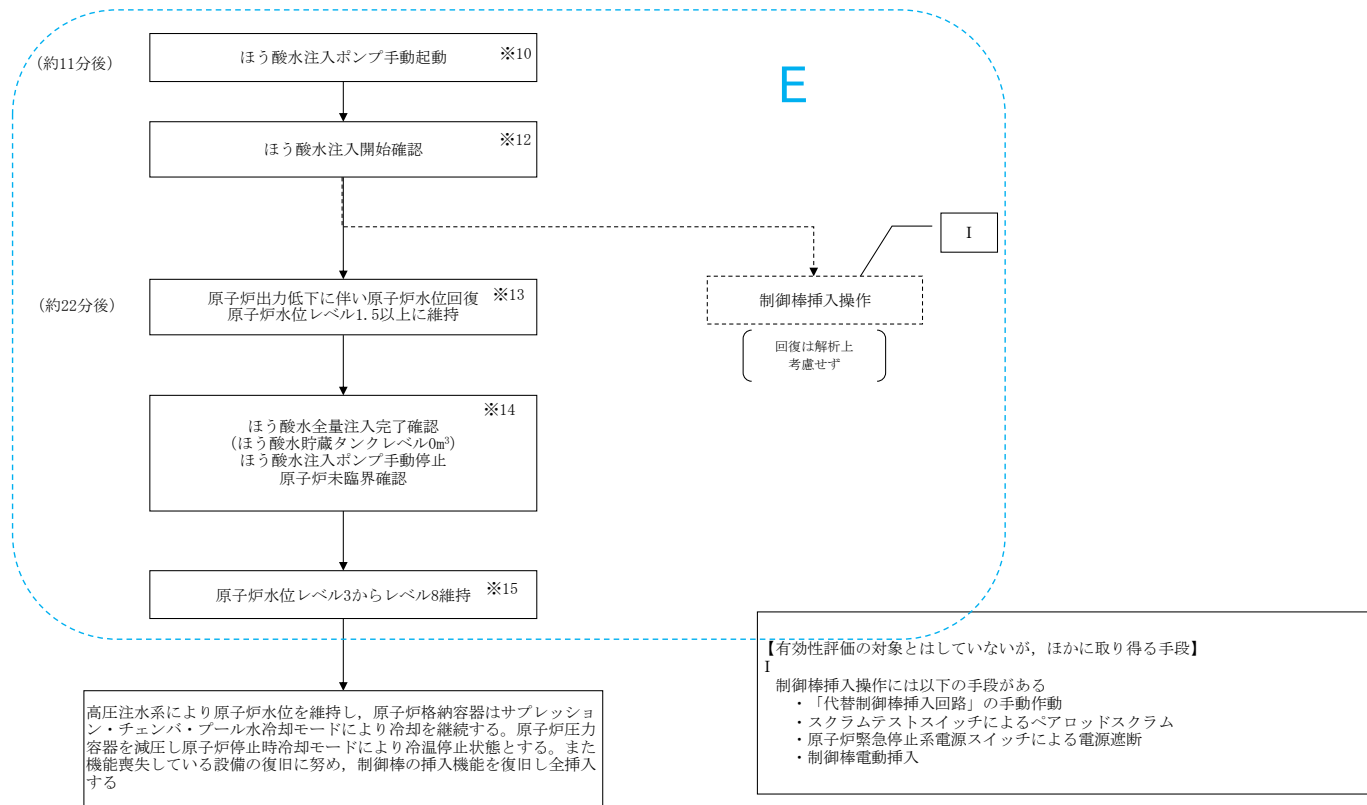 (約11分後)
ほう酸水注入ポンプ手動起動
※10
E
ほう酸水注入開始確認
※12
I
(約22分後)
原子炉出力低下に伴い原子炉水位回復
原子炉水位レベル1.5以上に維持
※13
制御棒挿入操作
回復は解析上
考慮せず
※14
ほう酸水全量注入完了確認
(ほう酸水貯蔵タンクレベル0m³)
ほう酸水注入ポンプ手動停止
原子炉未臨界確認
原子炉水位レベル3からレベル8維持
※15
高圧注水系により原子炉水位を維持し，原子炉格納容器はサプレッション
・チェンバ・プール水冷却モードにより冷却を継続する。原子炉圧力
容器を減圧し原子炉停止時冷却モードにより冷温停止状態とする。また
機能喪失している設備の復旧に努め，制御棒の挿入機能を復旧し全挿入
する
【有効性評価の対象とはしていないが，ほかに取り得る手段】
I
制御棒挿入操作には以下の手段がある
・「代替制御棒挿入回路」の手動作動
・スクラムテストスイッチによるペアロッドスクラム
・原子炉緊急停止系電源スイッチによる電源遮断
・制御棒電動挿入